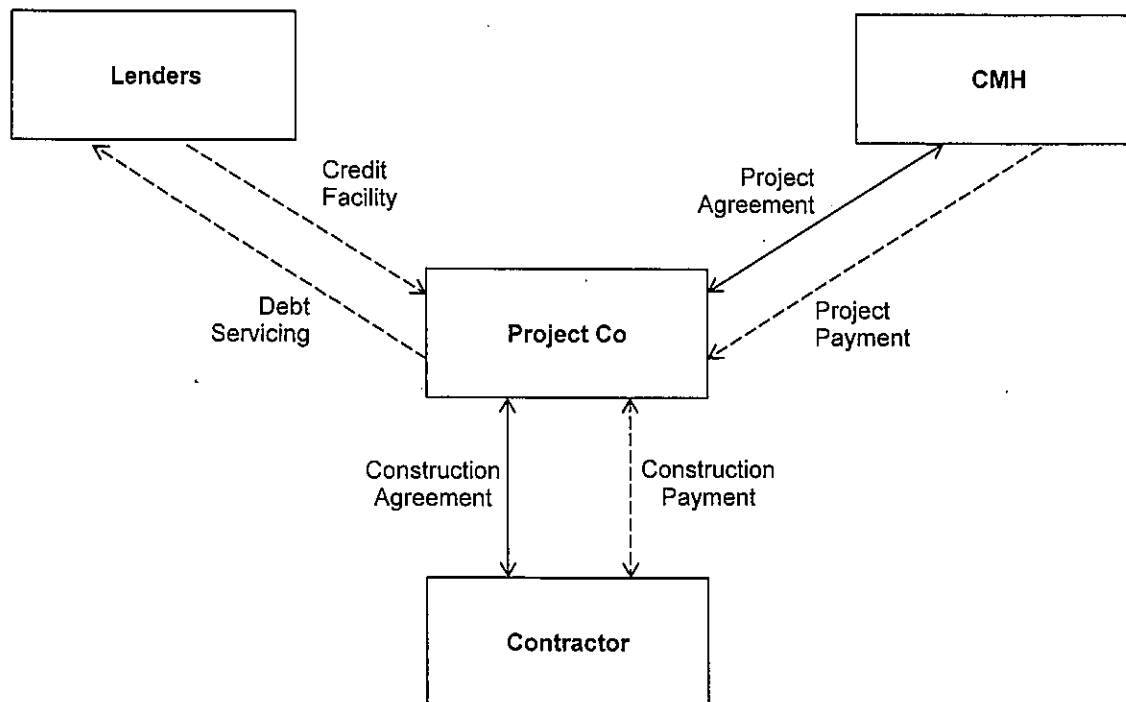 Lenders
CMH
Credit
Facility
Project
Agreement
Debt
Servicing
Project Co
Project
Payment
Construction
Agreement
Construction
Payment
Contractor